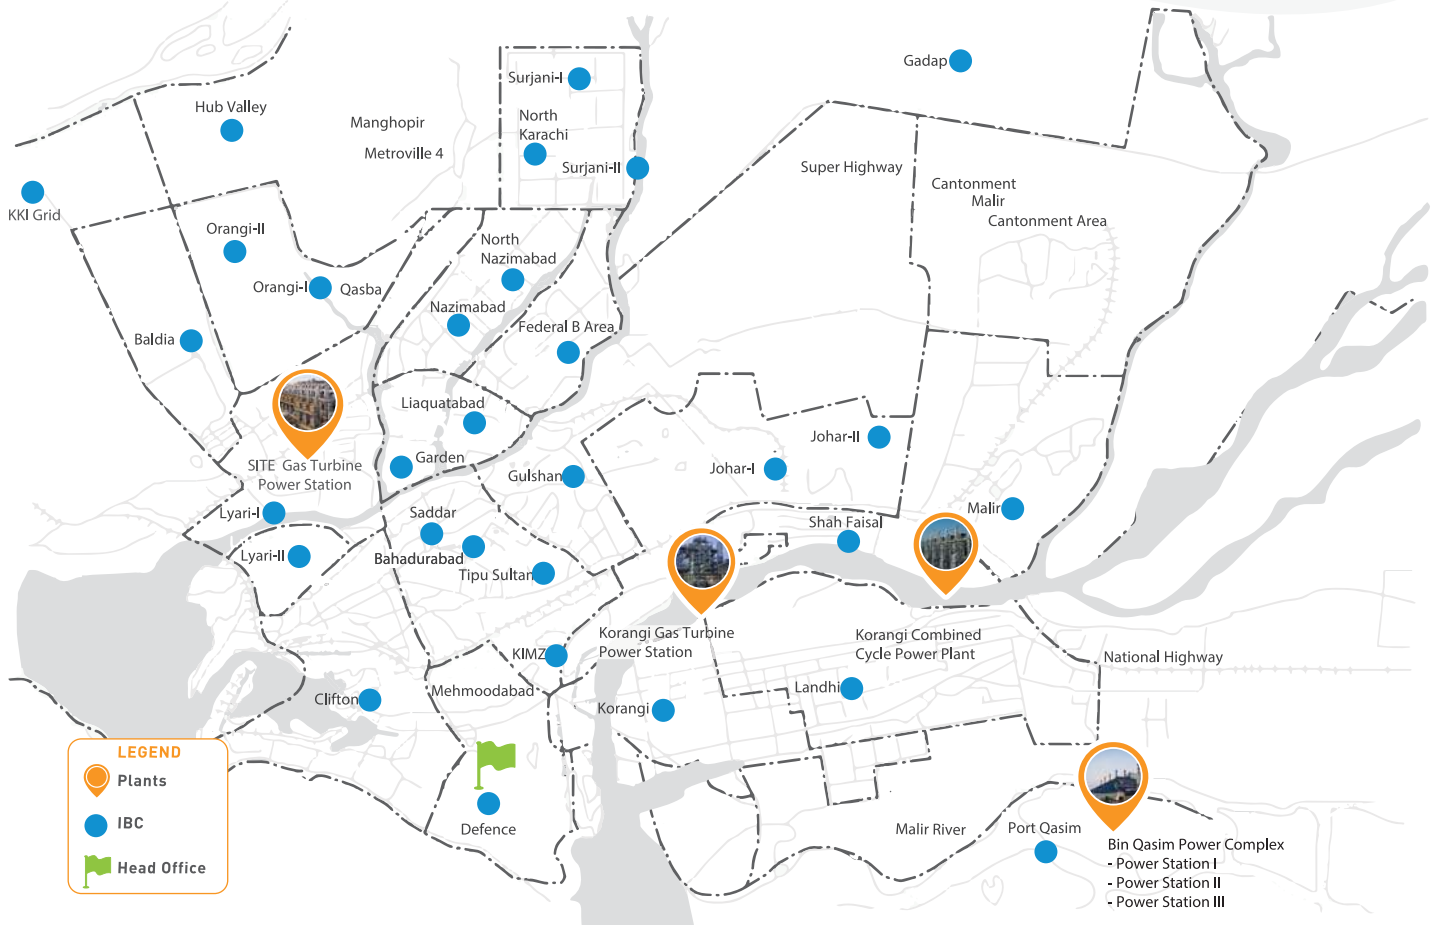 Gadap
Surjani-I
Hub Valley
North
Karachi
Manghopir
Metroville 4
Surjani-II
Super Highway
Cantonment
Malir
Cantonment Area
KKI Grid
Orangi-II
North
Nazimabad
Orangi-I
Qasba
Nazimabad
Federal B Area
Baldia
Liaquatabad
Johar-II
Garden
SITE Gas Turbine
Power Station
Gulshan
Johar-I
Lyari-I
Saddar
Shah Faisal
Malir
Lyari-II
Bahadurabad
Tipu Sultan
Korangi Gas Turbine
Power Station
Korangi Combined
Cycle Power Plant
KIMZ
National Highway
Mehmoodabad
Clifton
Korangi
Landhi
LEGEND
Plants
IBC
Head Office
Defence
Malir River
Port Qasim
Bin Qasim Power Complex
- Power Station I
- Power Station II
- Power Station III